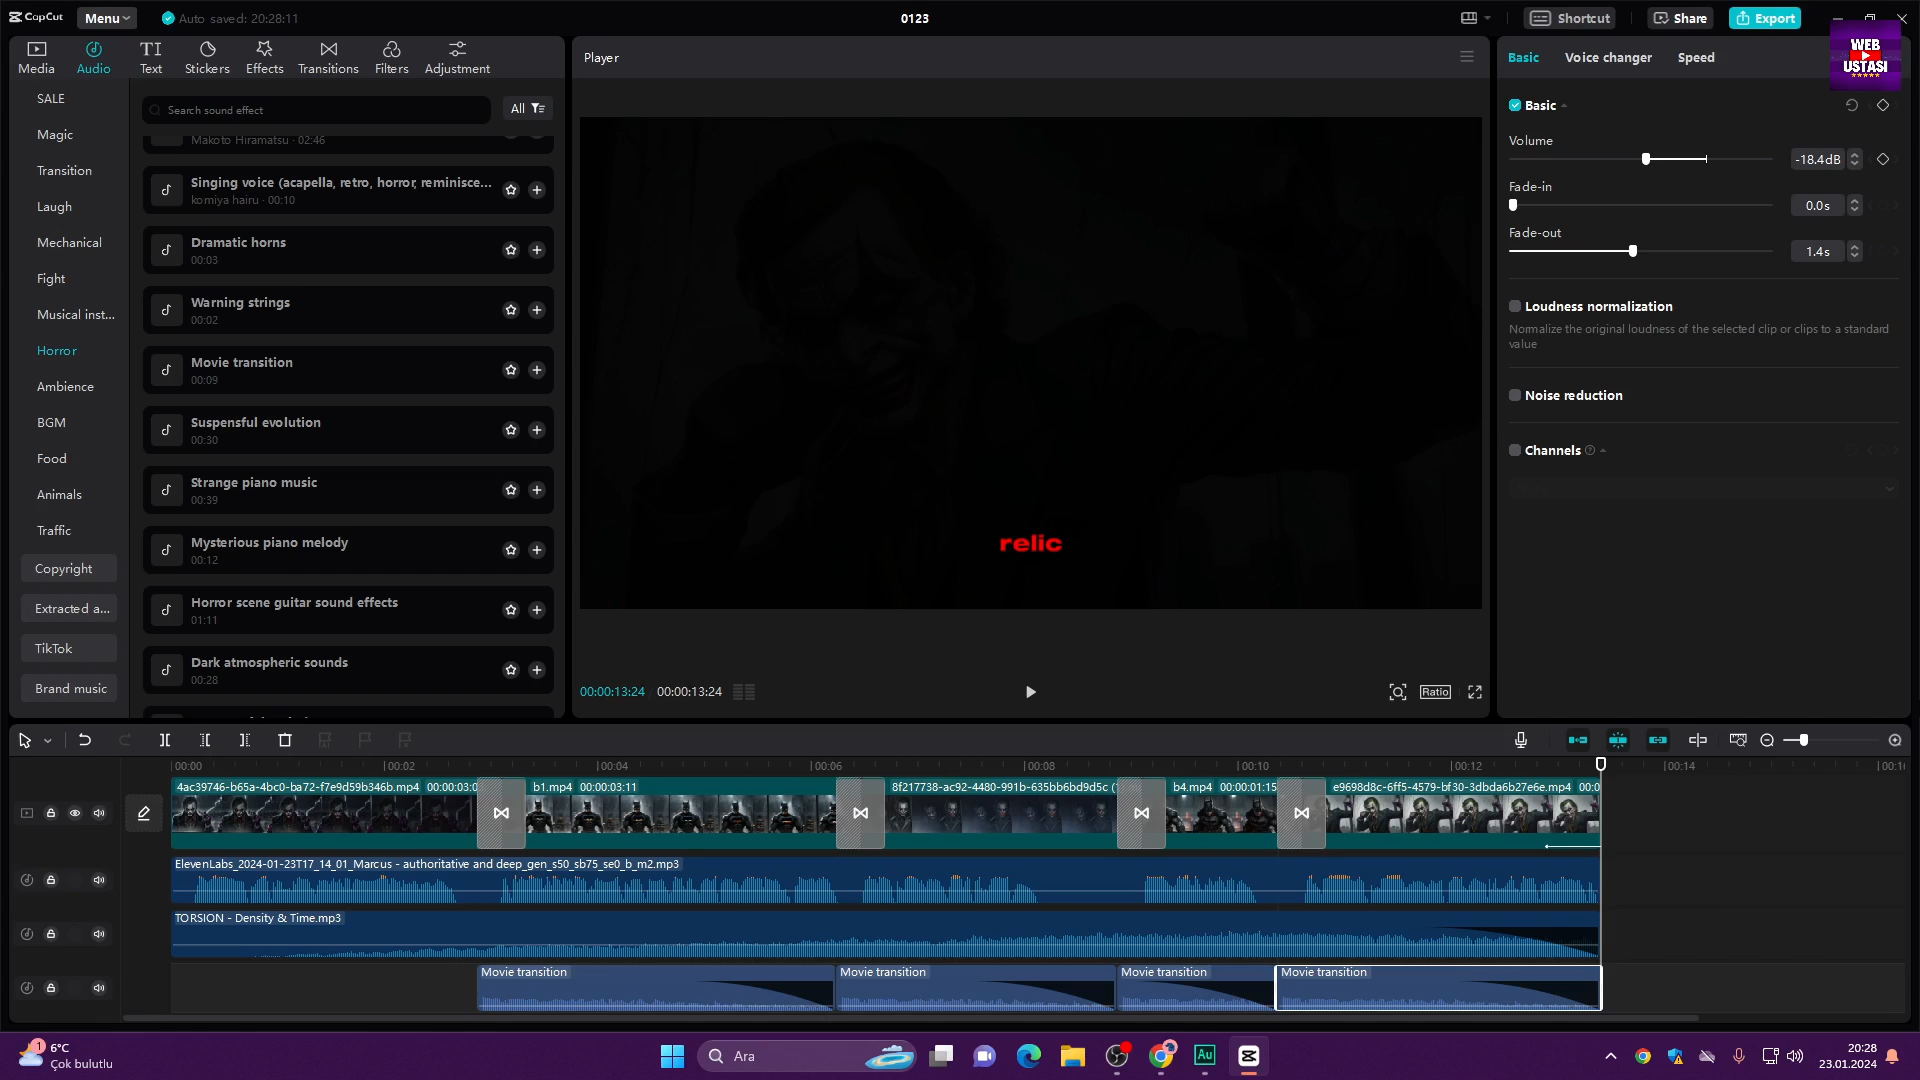 CapCut
Menu
Auto saved: 20:28:11
0123
Shortcut
Share
Export
WEB
USTASI
Media
Audio
TI
Text
Stickers
Effects
Transitions
Filters
Adjustment
SALE
Magic
Transition
Laugh
Mechanical
Fight
Musical inst...
Horror
Ambience
BGM
Food
Animals
Traffic
Copyright
Extracted a...
TikTok
Brand music
Search sound effect
All
Makoto Hiramatsu · 02:46
Singing voice (acapella, retro, horror, reminisce...
komiya hairu · 00:10
Dramatic horns
00:03
Warning strings
00:02
Movie transition
00:09
Suspensful evolution
00:30
Strange piano music
00:39
Mysterious piano melody
00:12
Horror scene guitar sound effects
01:11
Dark atmospheric sounds
00:28
Player
relic
00:00:13:24 00:00:13:24
Ratio
Basic
Voice changer
Speed
Basic
Volume
-18.4dB
Fade-in
0.0s
Fade-out
1.4s
Loudness normalization
Normalize the original loudness of the selected clip or clips to a standard
value
Noise reduction
Channels
00:00
00:02
00:04
00:06
00:08
00:10
00:12
00:14
4ac39746-b65a-4bc0-ba72-f7e9d59b346b.mp4 00:00:03:0
b1.mp4 00:00:03:11
8f217738-ac92-4480-991b-635bb6bd9d5c (
b4.mp4 00:00:01:15
e9698d8c-6ff5-4579-bf30-3dbda6b27e6e.mp4 00:0
ElevenLabs_2024-01-23T17_14_01_Marcus - authoritative and deep_gen_s50_sb75_se0_b_m2.mp3
TORSION - Density & Time.mp3
Movie transition
Movie transition
Movie transition
Movie transition
1
6°C
Çok bulutlu
Ara
Au
20:28
23.01.2024